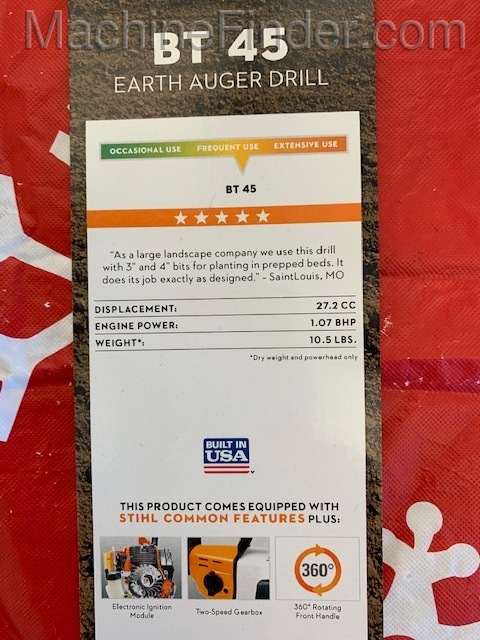 MachineFinder.com
BT 45
EARTH AUGER DRILL
OCCASIONAL USE FREQUENT USE EXTENSIVE USE
BT 45
"As a large landscape company we use this drill
with 3" and 4" bits for planting in prepped beds. It
does its job exactly as designed." - SaintLouis, MO
DISPLACEMENT: 27.2 CC
ENGINE POWER: 1.07 BHP
WEIGHT*: 10.5 LBS.
*Dry weight and powerhead only
BUILT IN
USA
THIS PRODUCT COMES EQUIPPED WITH
STIHL COMMON FEATURES PLUS:
360°
Electronic Ignition
Module
Two-Speed Gearbox
360° Rotating
Front Handle